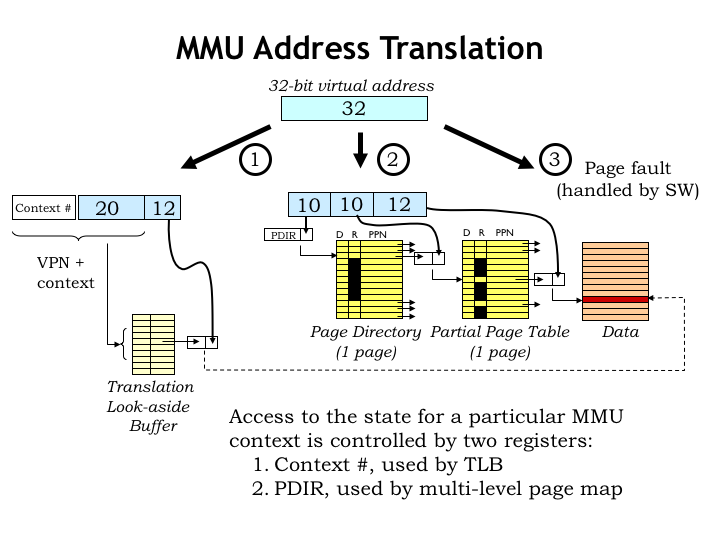 MMU Address Translation
32-bit virtual address
32
1
2
3
Page fault
(handled by SW)
Context #
20
12
10
10
12
PDIR
D R PPN
D R PPN
VPN +
context
Page Directory
(1 page)
Partial Page Table
(1 page)
Data
Translation
Look-aside
Buffer
Access to the state for a particular MMU
context is controlled by two registers:
1. Context #, used by TLB
2. PDIR, used by multi-level page map